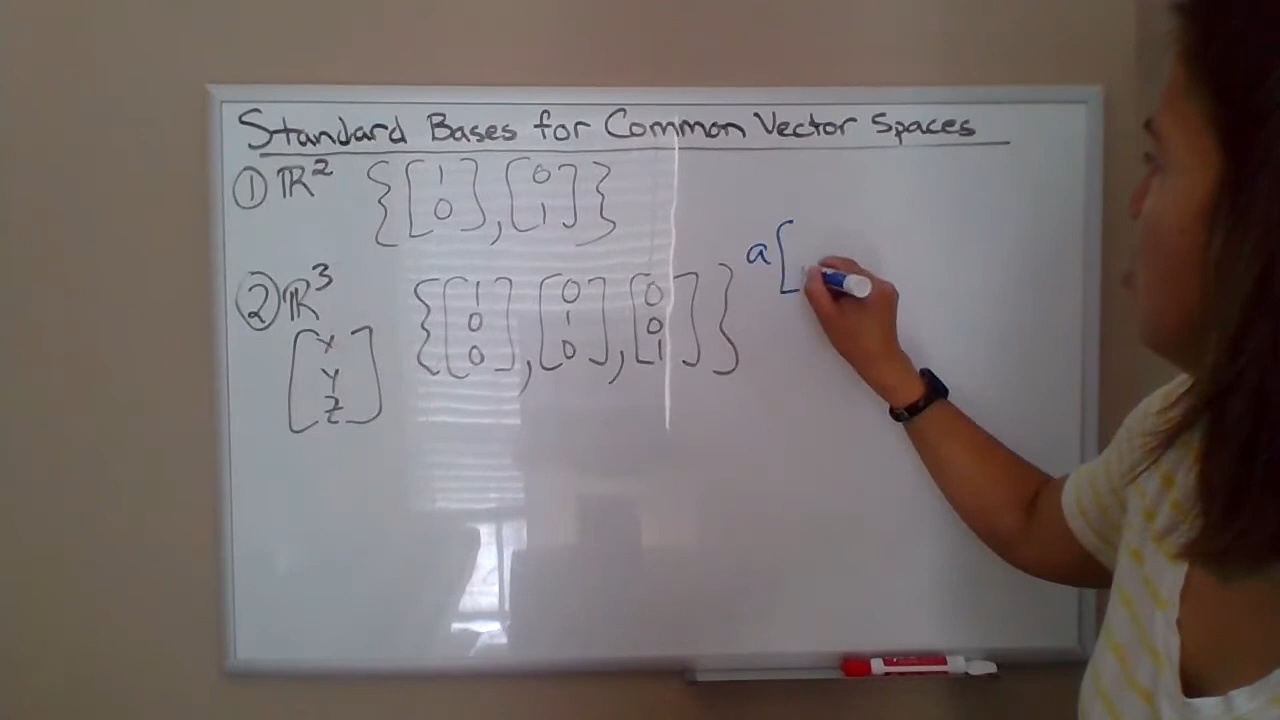 Standard Bases for Common Vector Spaces
① ℝ² {[1 0], [0 1]}
② ℝ³ {[1 0 0], [0 1 0], [0 0 1]} a[
[x y z]